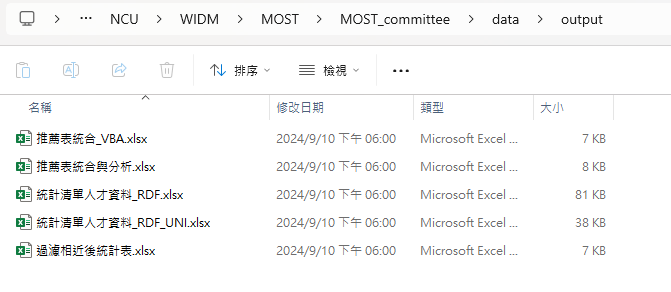 NCU > WIDM > MOST > MOST_committee > data > output
排序 檢視
名稱 修改日期 類型 大小
推薦表統合_VBA.xlsx 2024/9/10 下午 06:00 Microsoft Excel ... 7 KB
推薦表統合與分析.xlsx 2024/9/10 下午 06:00 Microsoft Excel ... 8 KB
統計清單人才資料_RDF.xlsx 2024/9/10 下午 06:00 Microsoft Excel ... 81 KB
統計清單人才資料_RDF_UNI.xlsx 2024/9/10 下午 06:00 Microsoft Excel ... 38 KB
過濾相近後統計表.xlsx 2024/9/10 下午 06:00 Microsoft Excel ... 7 KB